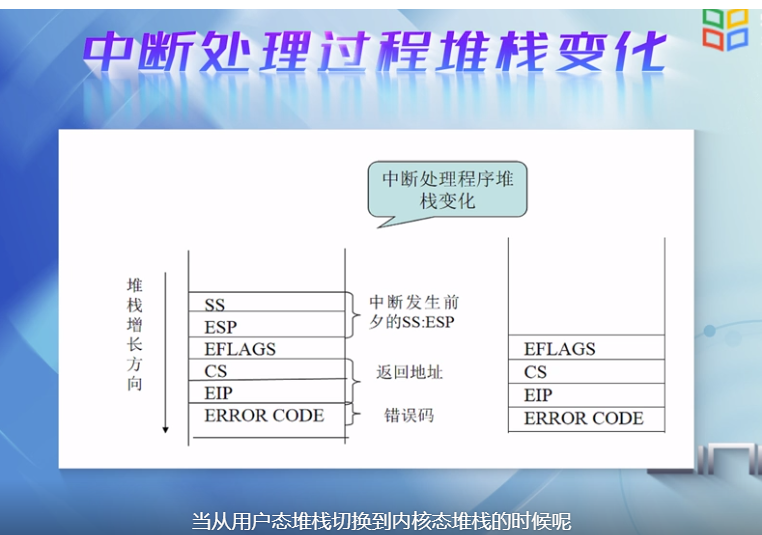 中断处理过程堆栈变化
中断处理程序堆
栈变化
堆栈增长方向
SS
ESP
EFLAGS
CS
EIP
ERROR CODE
中断发生前
夕的SS:ESP
返回地址
错误码
EFLAGS
CS
EIP
ERROR CODE
当从用户态堆栈切换到内核态堆栈的时候呢